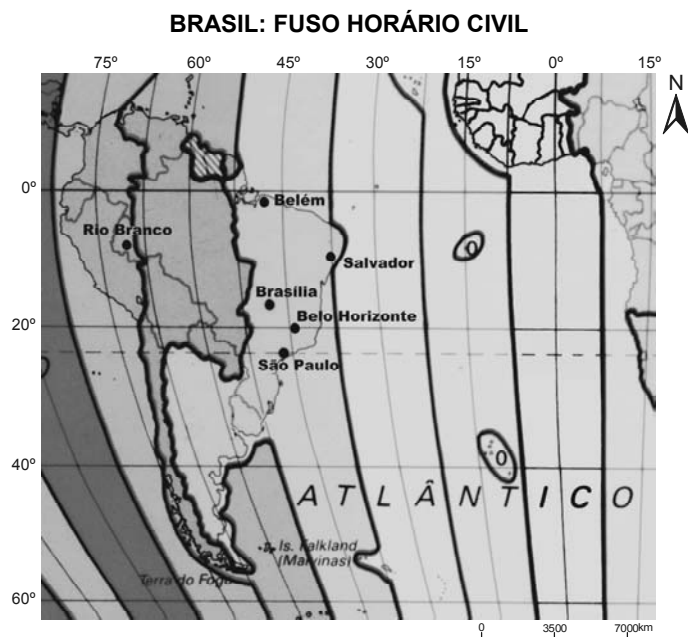 BRASIL: FUSO HORÁRIO CIVIL
75º 60º 45º 30º 15º 0º 15º
N
0º
Belém
Rio Branco
0
Salvador
Brasília
Belo Horizonte
20º
São Paulo
0
40º
ATLÂNTICO
Is. Falkland
(Malvinas)
Terra do Fogo
60º
0 3500 7000km